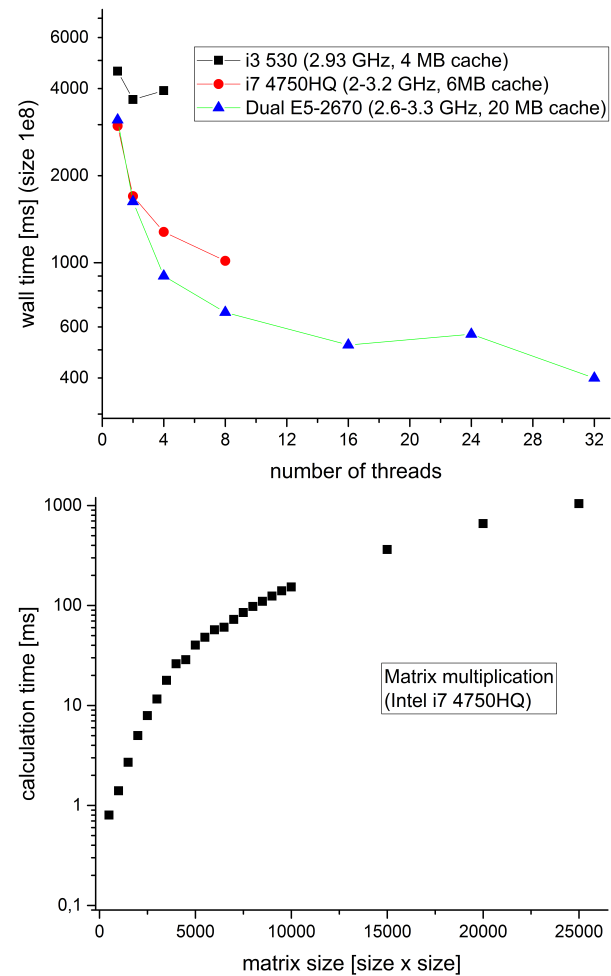 6000
4000
2000
1000
600
400
wall time [ms] (size 1e8)
i3 530 (2.93 GHz, 4 MB cache)
i7 4750HQ (2-3.2 GHz, 6MB cache)
Dual E5-2670 (2.6-3.3 GHz, 20 MB cache)
0 4 8 12 16 20 24 28 32
number of threads
1000
100
10
1
0,1
calculation time [ms]
Matrix multiplication
(Intel i7 4750HQ)
0 5000 10000 15000 20000 25000
matrix size [size x size]